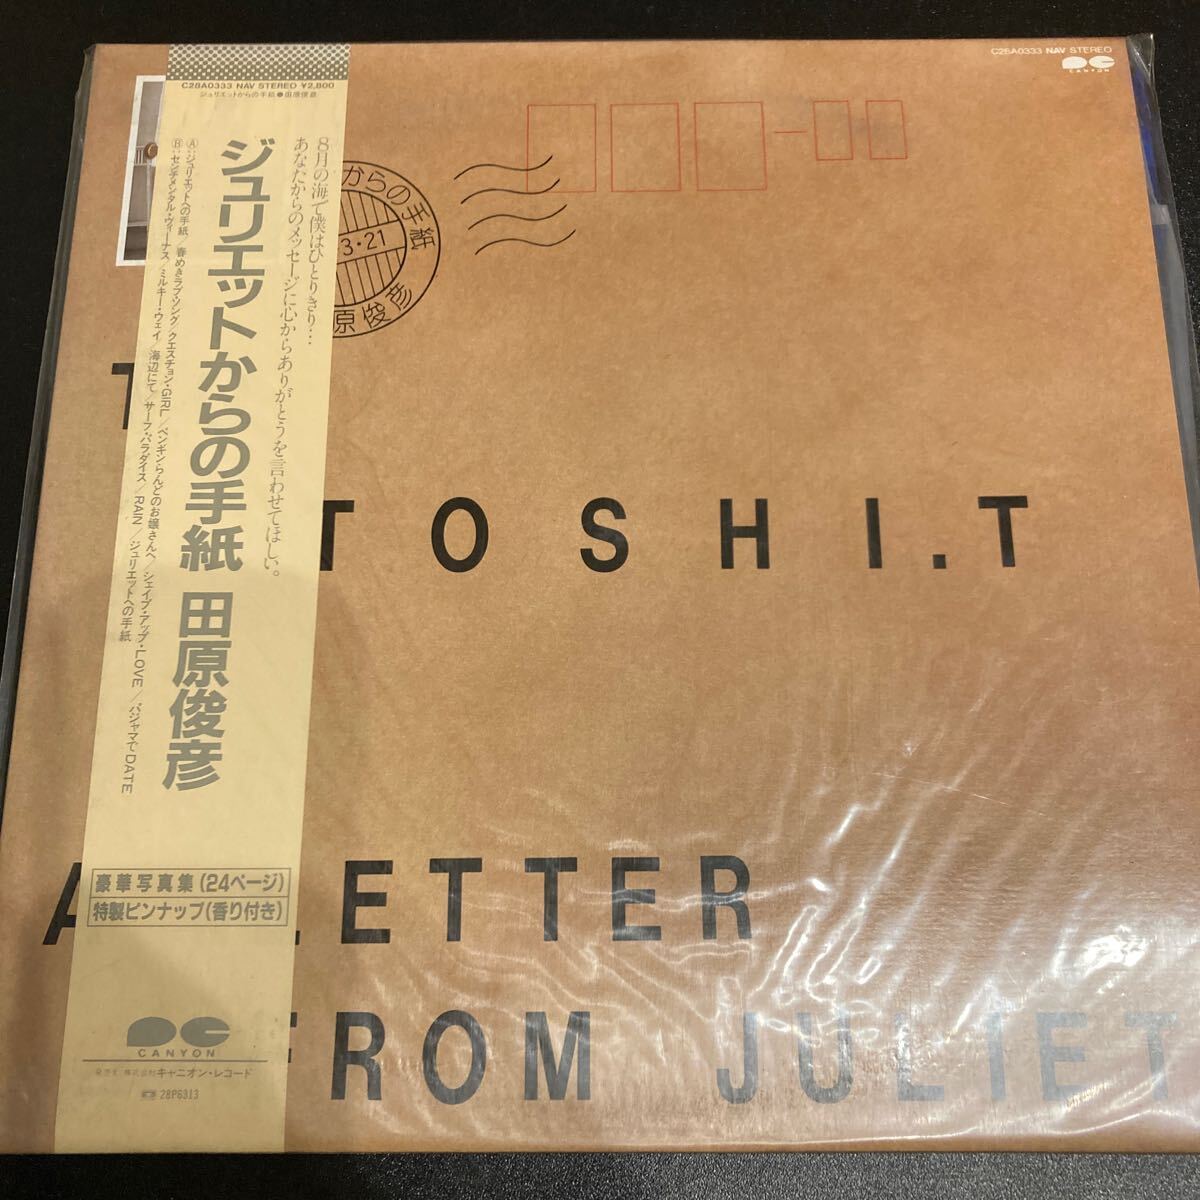 C28A0333 NAV STEREO
CANYON
C28A0333 NAV STEREO ¥2,800
ジュリエットからの手紙●田原俊彦
8月の海で僕はひとりきり…
あなたからのメッセージに心からありがとうを言わせてほしい。
ジュリエットからの手紙 田原俊彦
Ⓐ:ジュリエットへの手紙/春めきラブ・ソング/クエスチョン・GIRL/ペンギンらんどのお嬢さんへ/シェイプ・アップ・LOVE/パジャマでDATE
Ⓑ:センチメンタル・ヴィーナス/ミルキー・ウェイ/海辺にて/サーフ・パラダイス/RAIN/ジュリエットへの手紙
からの手紙
3・21
原俊彦
T
TOSHI.T
A LETTER
FROM JULIET
豪華写真集(24ページ)
特製ピンナップ(香り付き)
CANYON
発売元 株式会社キャニオン・レコード
28P6313